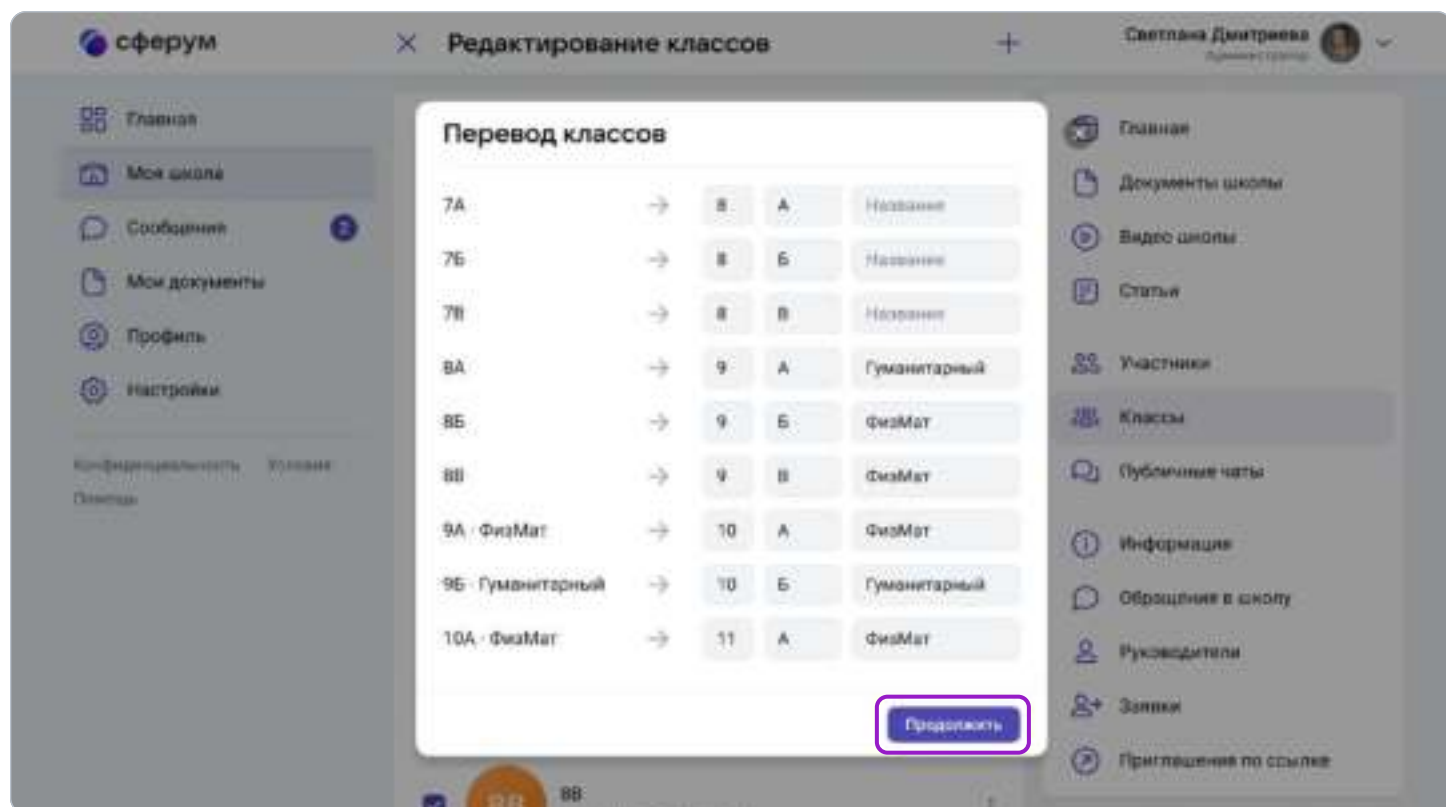 сферум
Редактирование классов
Светлана Дмитриева
Администратор
Главная
Моя школа
Сообщения 2
Мои документы
Профиль
Настройки
Конфиденциальность Условия
Помощь
Перевод классов
7А → 8 А Название
7Б → 8 Б Название
7В → 8 В Название
8А → 9 А Гуманитарный
8Б → 9 Б ФизМат
8В → 9 В ФизМат
9А · ФизМат → 10 А ФизМат
9Б · Гуманитарный → 10 Б Гуманитарный
10А · ФизМат → 11 А ФизМат
Продолжить
8В
8В
Главная
Документы школы
Видео школы
Статьи
Участники
Классы
Публичные чаты
Информация
Обращения в школу
Руководители
Заявки
Приглашения по ссылке